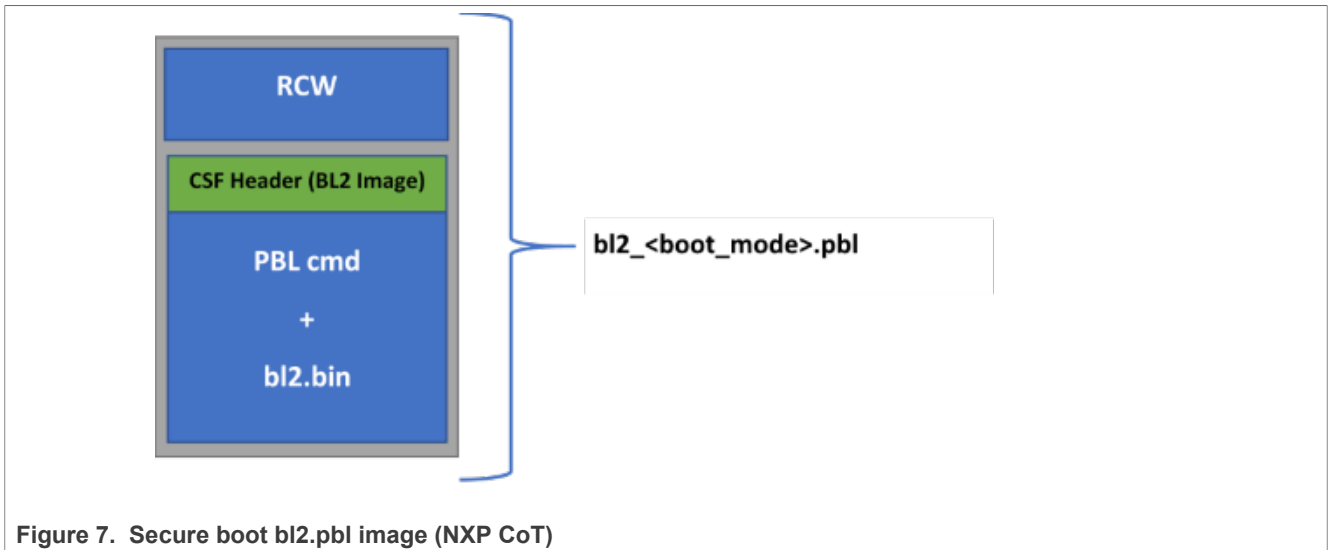 RCW
CSF Header (BL2 Image)
PBL cmd
+
bl2.bin
bl2_<boot_mode>.pbl
Figure 7. Secure boot bl2.pbl image (NXP CoT)